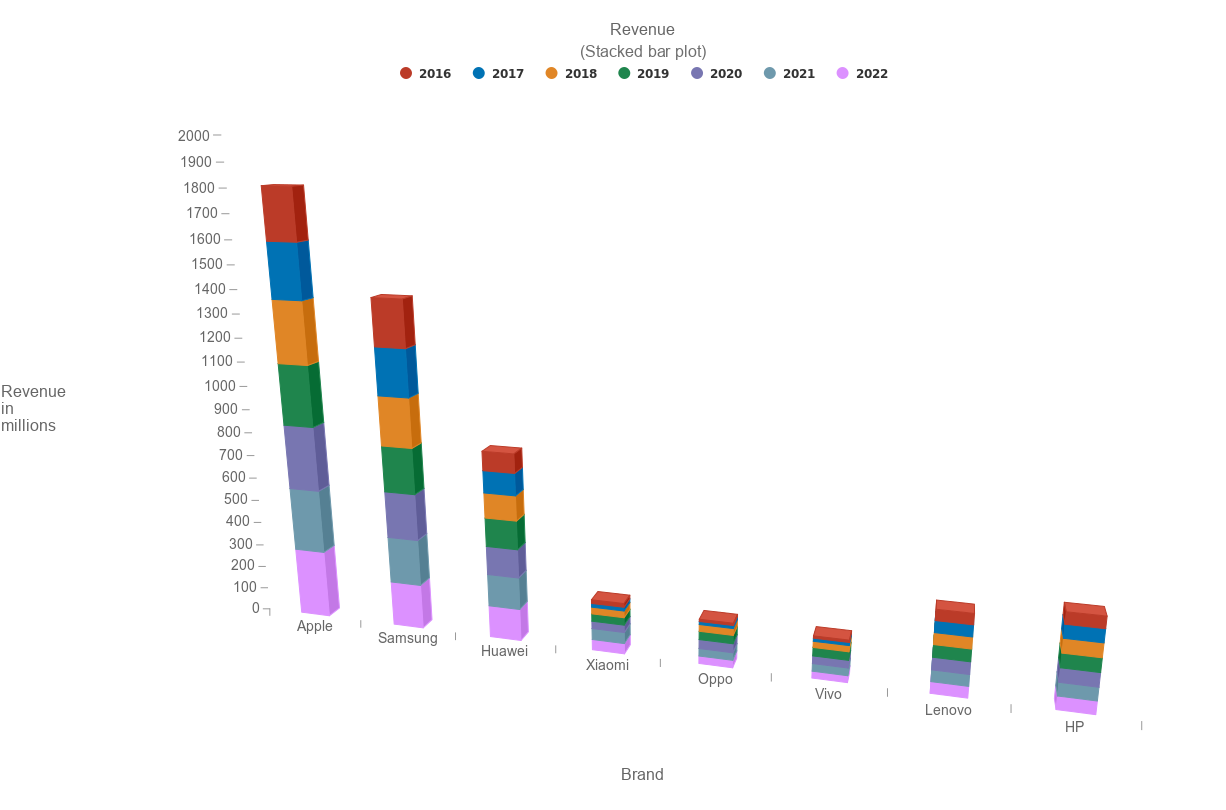 Revenue
(Stacked bar plot)
2016 2017 2018 2019 2020 2021 2022
2000
1900
1800
1700
1600
1500
1400
1300
1200
1100
1000
900
800
700
600
500
400
300
200
100
0
Revenue
in
millions
Apple
Samsung
Huawei
Xiaomi
Oppo
Vivo
Lenovo
HP
Brand